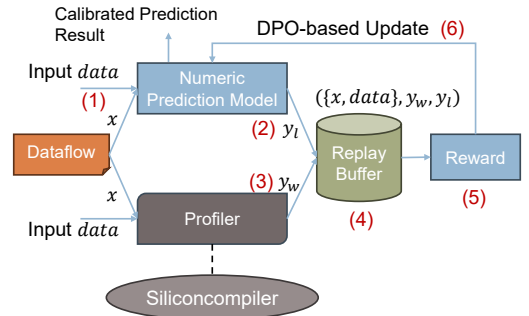 Calibrated Prediction
Result
DPO-based Update (6)
Input data
(1)
x
Numeric
Prediction Model
({x, data}, y_w, y_l)
(2) y_l
Dataflow
Replay
Buffer
Reward
(3) y_w
x
(5)
Input data
Profiler
(4)
Siliconcompiler